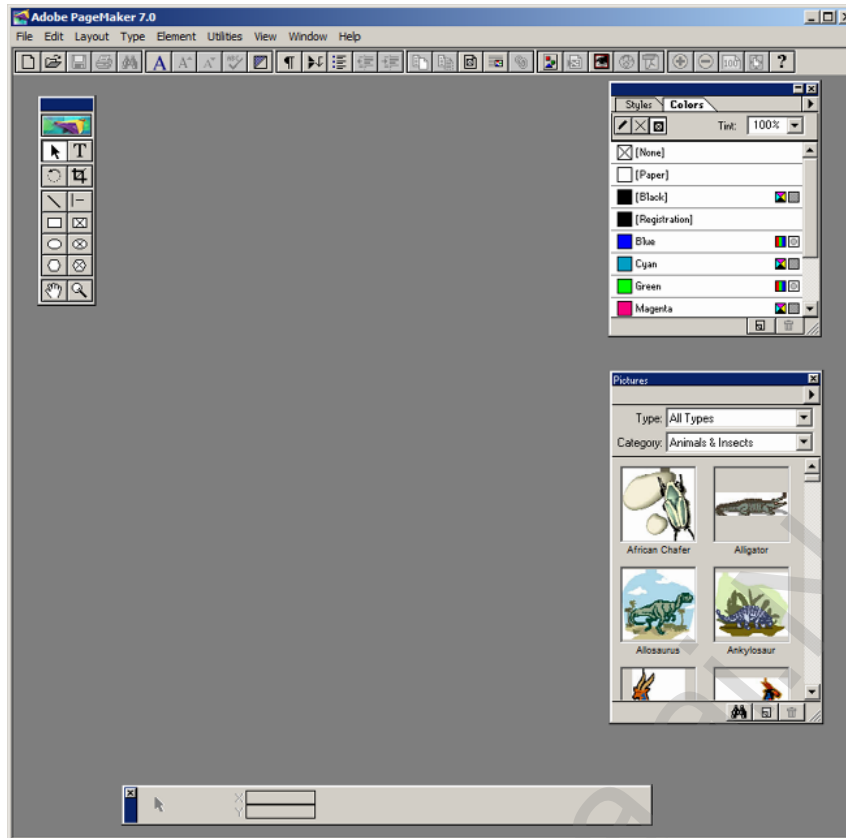 Adobe PageMaker 7.0
File Edit Layout Type Element Utilities View Window Help
Styles Colors
Tint: 100%
[None]
[Paper]
[Black]
[Registration]
Blue
Cyan
Green
Magenta
Pictures
Type: All Types
Category: Animals & Insects
African Chafer Alligator
Allosaurus Ankylosaur
X
Y